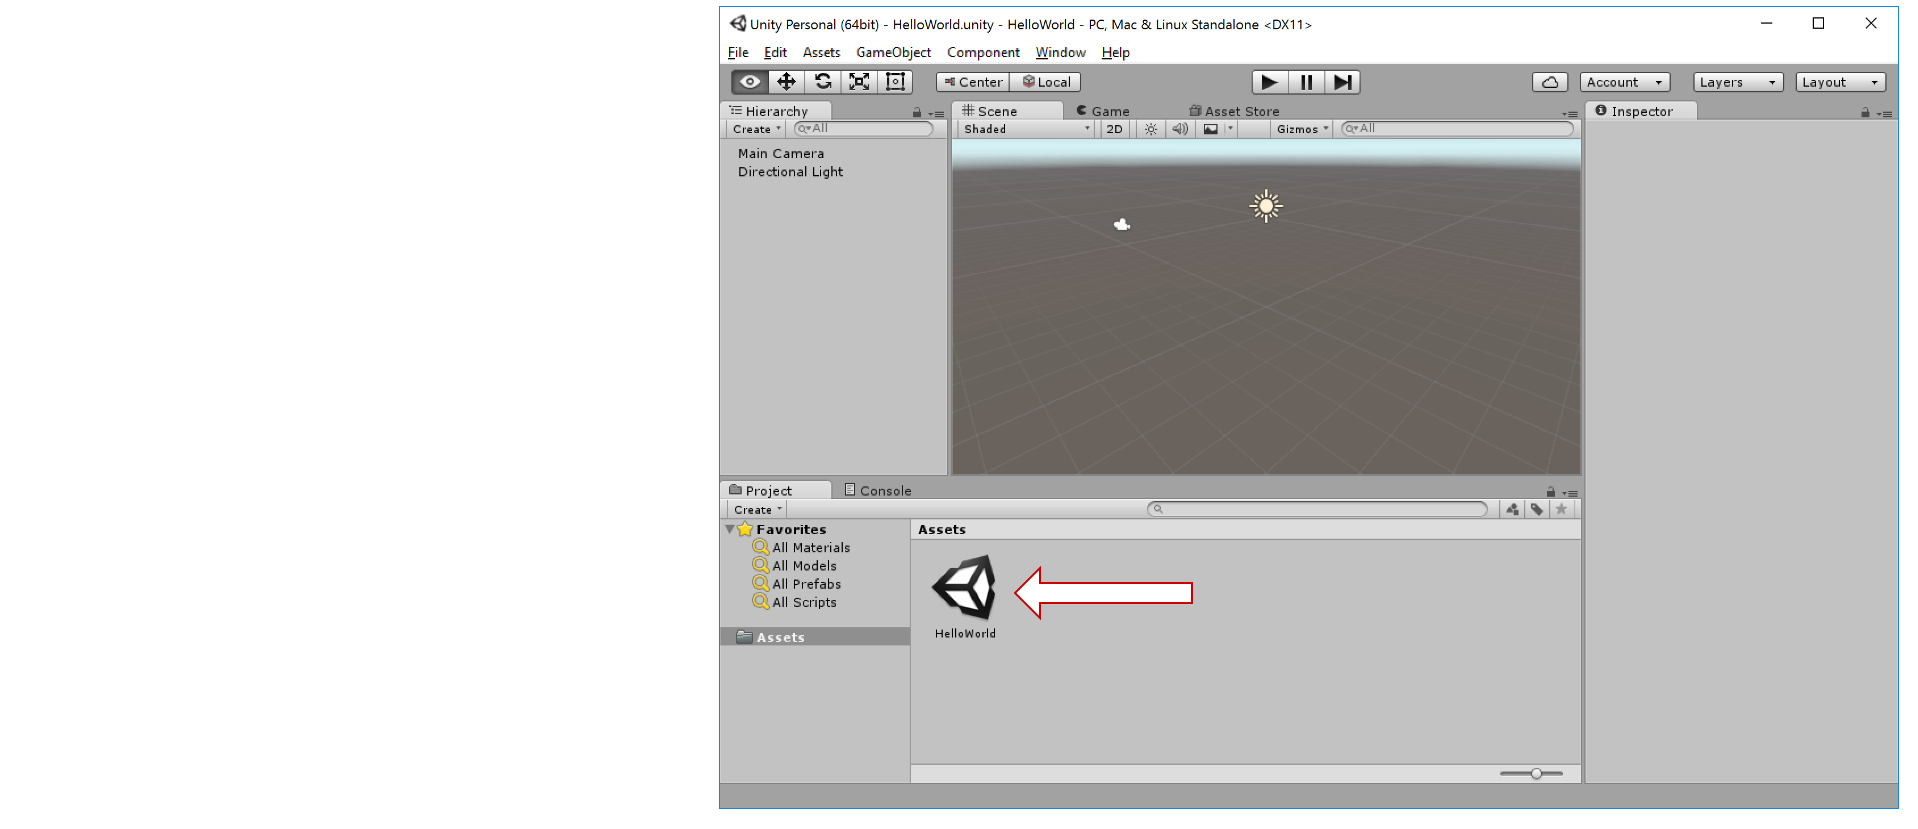 Unity Personal (64bit) - HelloWorld.unity - HelloWorld - PC, Mac & Linux Standalone <DX11>
File Edit Assets GameObject Component Window Help
Center Local Account Layers Layout
Hierarchy
Create All
Main Camera
Directional Light
Scene Game Asset Store
Shaded 2D Gizmos All
Inspector
Project Console
Create
Favorites
All Materials
All Models
All Prefabs
All Scripts
Assets
Assets
HelloWorld